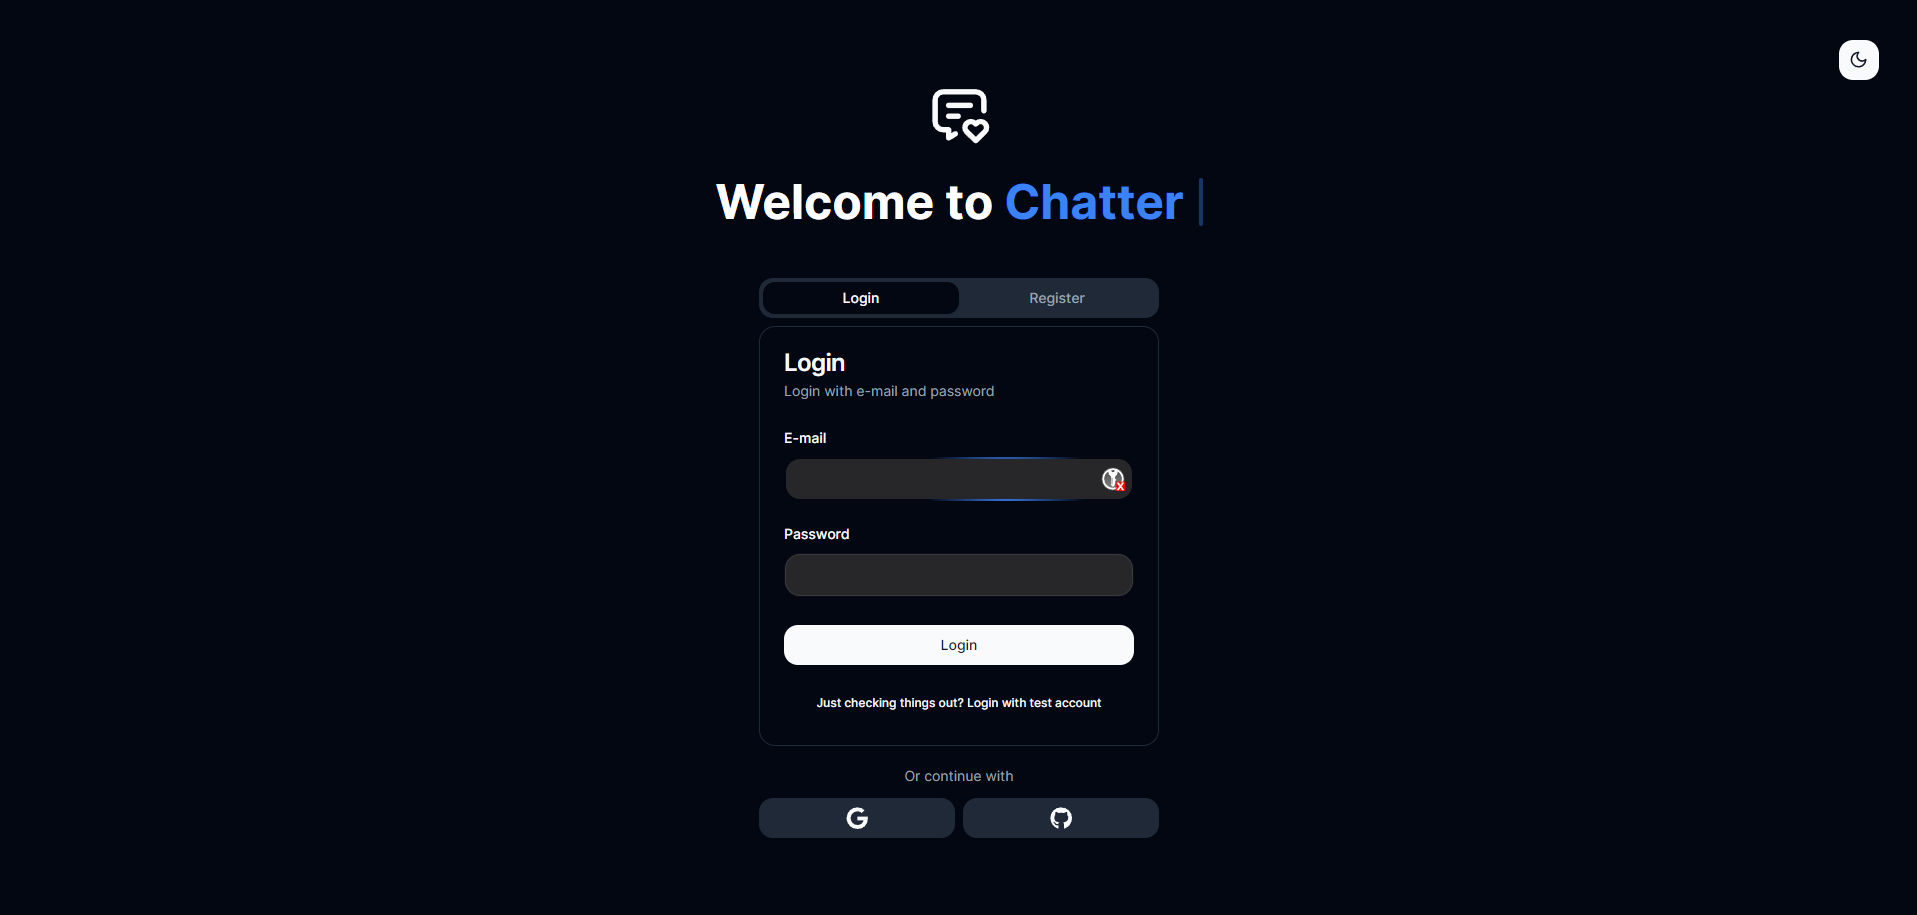 Welcome to Chatter
Login
Register
Login
Login with e-mail and password
E-mail
Password
Login
Just checking things out? Login with test account
Or continue with